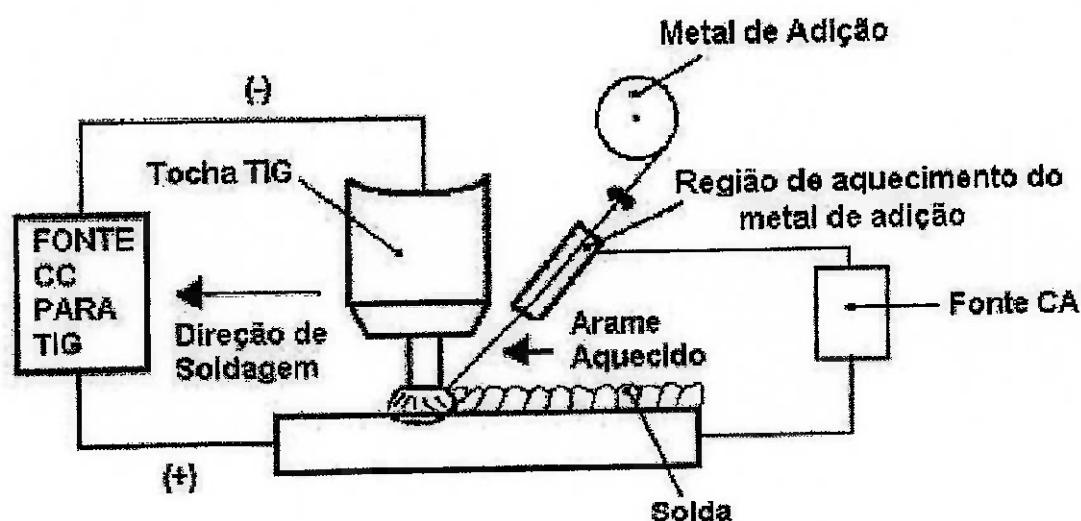 Metal de Adição
(-)
Tocha TIG
Região de aquecimento do
metal de adição
FONTE
CC
PARA
TIG
Direção de
Soldagem
Arame
Aquecido
Fonte CA
(+)
Solda